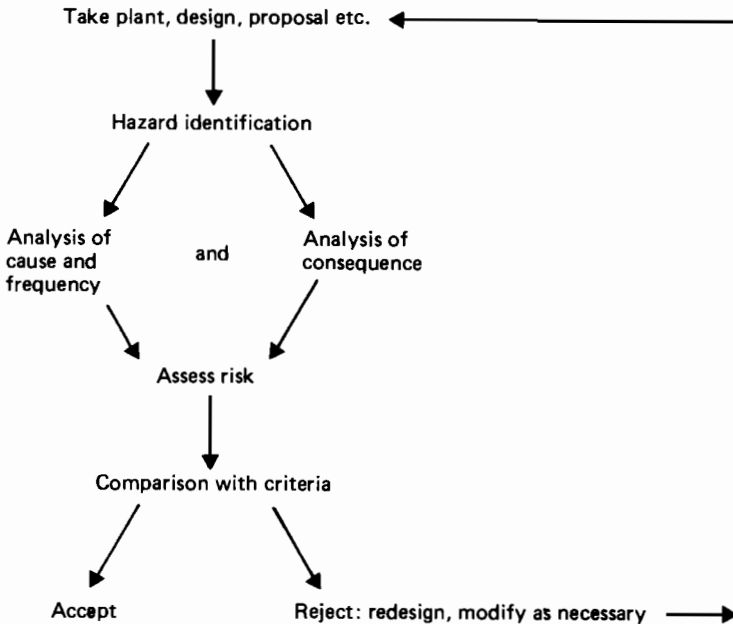 Take plant, design, proposal etc.
Hazard identification
Analysis of
cause and
frequency
and
Analysis of
consequence
Assess risk
Comparison with criteria
Accept
Reject: redesign, modify as necessary